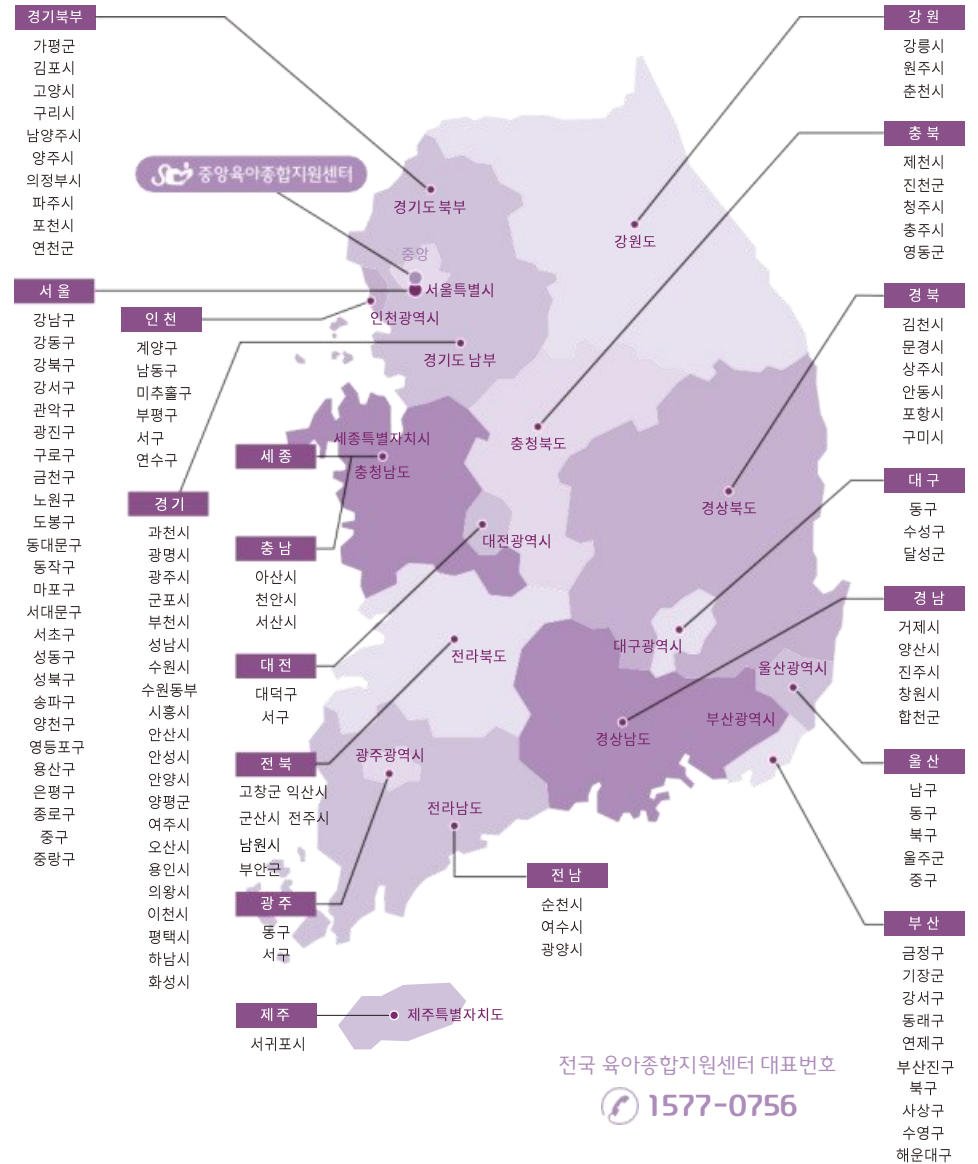 경기북부
가평군
김포시
고양시
구리시
남양주시
양주시
의정부시
파주시
포천시
연천군
서울
강남구
강동구
강북구
강서구
관악구
광진구
구로구
금천구
노원구
도봉구
동대문구
동작구
마포구
서대문구
서초구
성동구
성북구
송파구
양천구
영등포구
용산구
은평구
종로구
중구
중랑구
중앙육아종합지원센터
인천
계양구
남동구
미추홀구
부평구
서구
연수구
경기
과천시
광명시
광주시
군포시
부천시
성남시
수원시
수원동부
시흥시
안산시
안성시
안양시
양평군
여주시
오산시
용인시
의왕시
이천시
평택시
하남시
화성시
세종
충남
아산시
천안시
서산시
대전
대덕구
서구
전북
고창군 익산시
군산시 전주시
남원시
부안군
광주
동구
서구
제주
서귀포시
경기도 북부
중앙
서울특별시
인천광역시
경기도 남부
강원도
세종특별자치시
충청남도
충청북도
대전광역시
경상북도
전라북도
대구광역시
울산광역시
부산광역시
경상남도
광주광역시
전라남도
제주특별자치도
전남
순천시
여수시
광양시
강원
강릉시
원주시
춘천시
충북
제천시
진천군
청주시
충주시
영동군
경북
김천시
문경시
상주시
안동시
포항시
구미시
대구
동구
수성구
달성군
경남
거제시
양산시
진주시
창원시
합천군
울산
남구
동구
북구
울주군
중구
부산
금정구
기장군
강서구
동래구
연제구
부산진구
북구
사상구
수영구
해운대구
전국 육아종합지원센터 대표번호
1577-0756